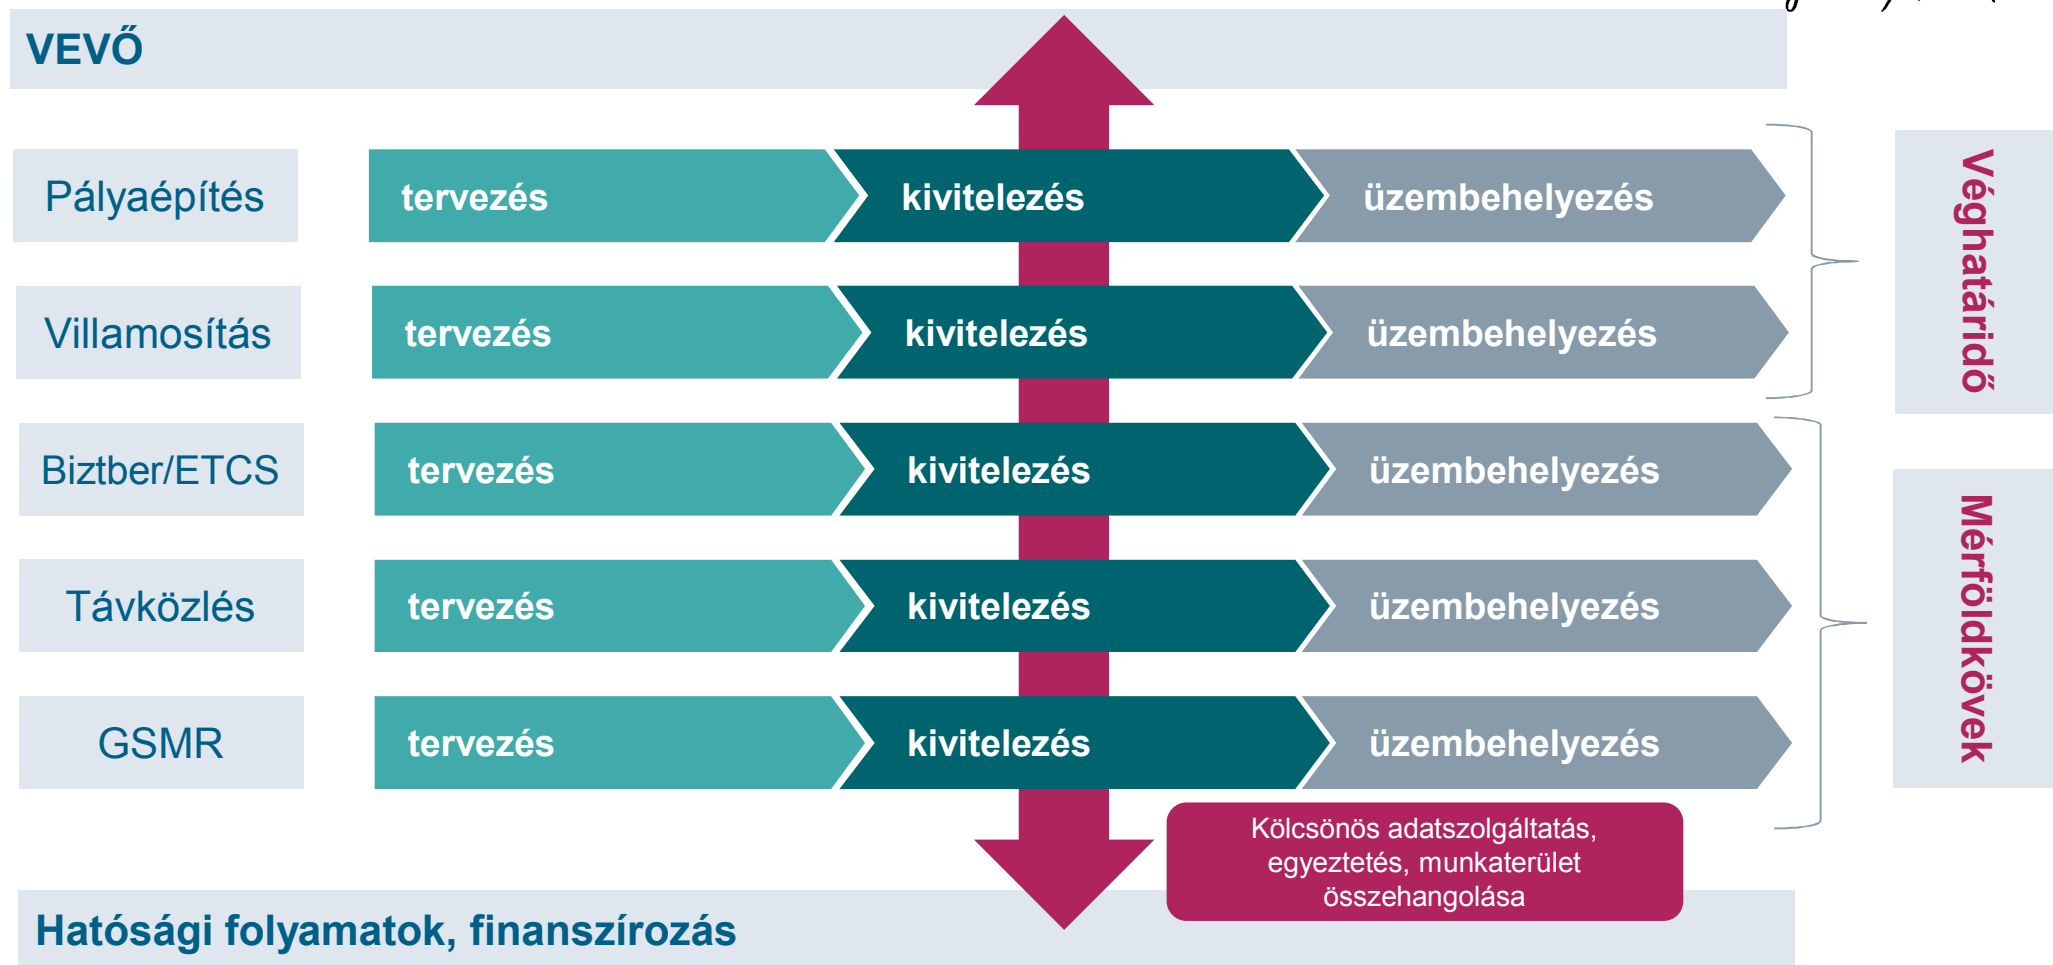 VEVŐ
Pályaépítés
tervezés
kivitelezés
üzembehelyezés
Villamosítás
tervezés
kivitelezés
üzembehelyezés
Biztber/ETCS
tervezés
kivitelezés
üzembehelyezés
Távközlés
tervezés
kivitelezés
üzembehelyezés
GSMR
tervezés
kivitelezés
üzembehelyezés
Véghatáridő
Mérföldkövek
Kölcsönös adatszolgáltatás,
egyeztetés, munkaterület
összehangolása
Hatósági folyamatok, finanszírozás